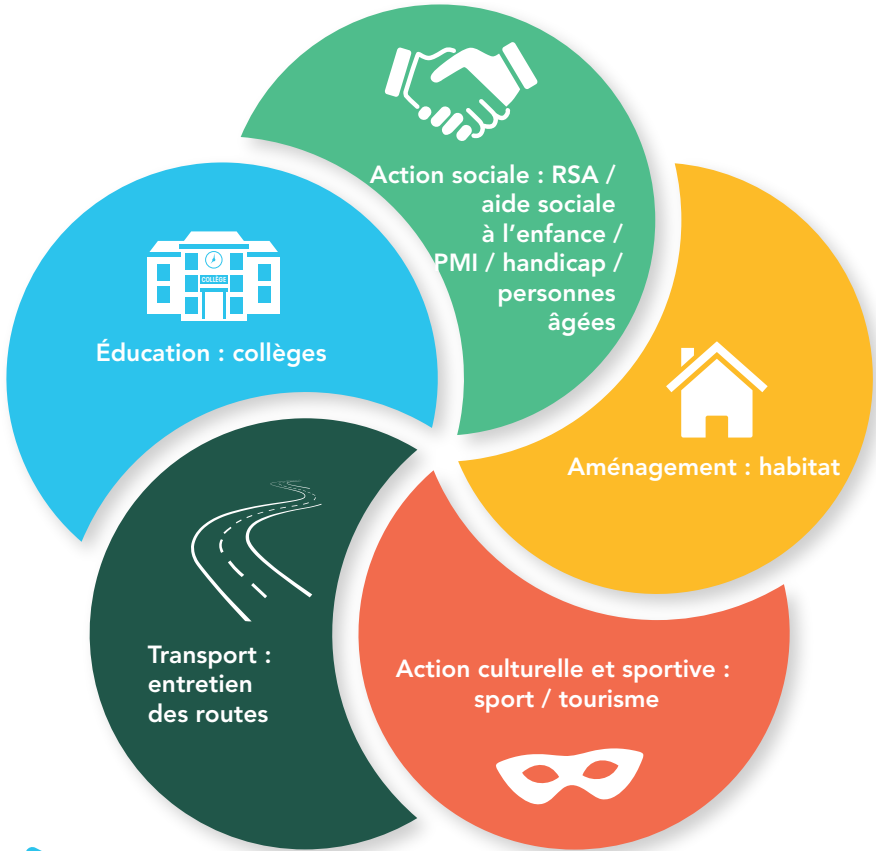 Action sociale : RSA /
aide sociale
à l’enfance /
PMI / handicap /
personnes
âgées
COLLÈGE
Éducation : collèges
Aménagement : habitat
Transport :
entretien
des routes
Action culturelle et sportive :
sport / tourisme